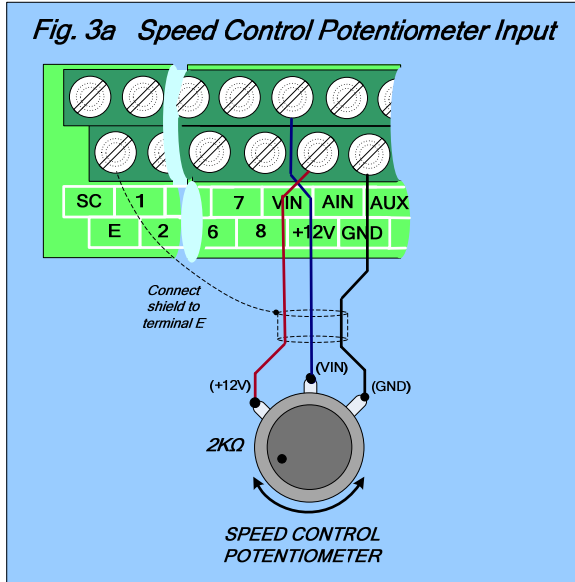 Fig. 3a Speed Control Potentiometer Input
SC 1 7 VIN AIN AUX
E 2 6 8 +12V GND
Connect
shield to
terminal E
(VIN)
(+12V) (GND)
2KΩ
SPEED CONTROL
POTENTIOMETER